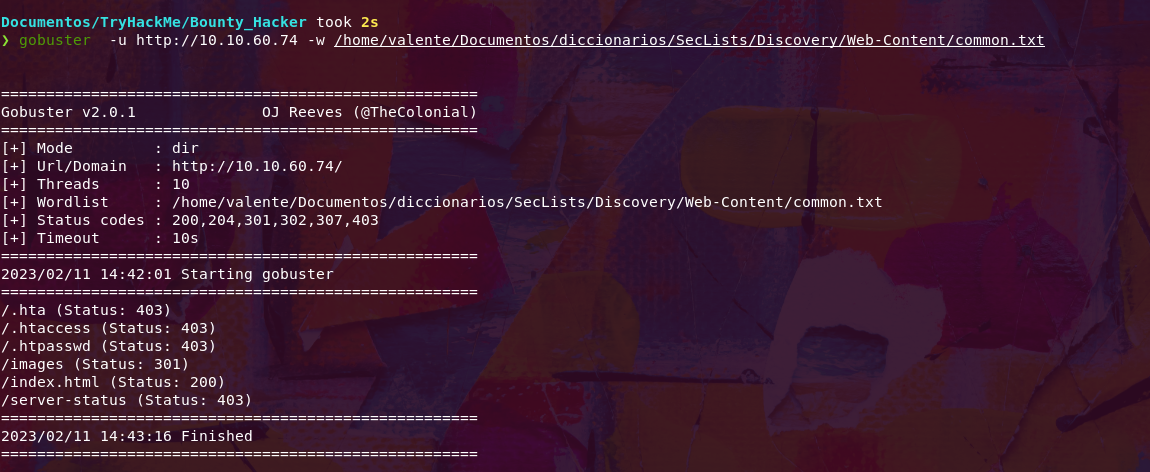 Documentos/TryHackMe/Bounty_Hacker took 2s
❯ gobuster  -u http://10.10.60.74 -w /home/valente/Documentos/diccionarios/SecLists/Discovery/Web-Content/common.txt
=====================================================
Gobuster v2.0.1              OJ Reeves (@TheColonial)
=====================================================
[+] Mode         : dir
[+] Url/Domain   : http://10.10.60.74/
[+] Threads      : 10
[+] Wordlist     : /home/valente/Documentos/diccionarios/SecLists/Discovery/Web-Content/common.txt
[+] Status codes : 200,204,301,302,307,403
[+] Timeout      : 10s
=====================================================
2023/02/11 14:42:01 Starting gobuster
=====================================================
/.hta (Status: 403)
/.htaccess (Status: 403)
/.htpasswd (Status: 403)
/images (Status: 301)
/index.html (Status: 200)
/server-status (Status: 403)
=====================================================
2023/02/11 14:43:16 Finished
=====================================================